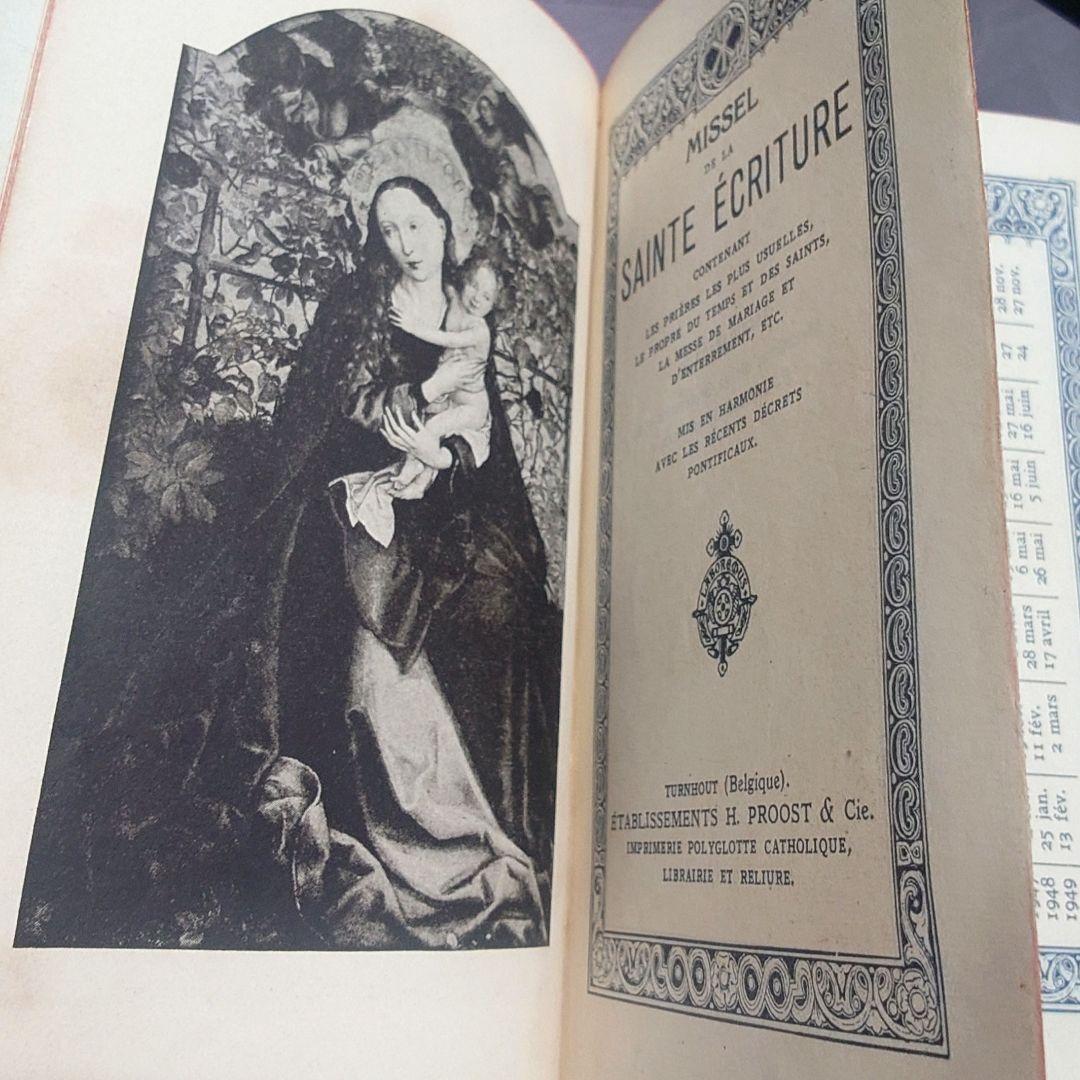 MISSEL
DE LA
SAINTE ÉCRITURE
CONTENANT
LES PRIÈRES LES PLUS USUELLES,
LE PROPRE DU TEMPS ET DES SAINTS,
LA MESSE DE MARIAGE ET
D'ENTERREMENT, ETC.
MIS EN HARMONIE
AVEC LES RÉCENTS DÉCRETS
PONTIFICAUX.
LABOREMUS
TURNHOUT (Belgique).
ÉTABLISSEMENTS H. PROOST & Cie.
IMPRIMERIE POLYGLOTTE CATHOLIQUE,
LIBRAIRIE ET RELIURE.
1948 25 jan. 11 fév. 28 mars 6 mai 16 mai 27 mai 27 28 nov.
1949 13 fév. 2 mars 17 avril 26 mai 5 juin 16 juin 24 27 nov.